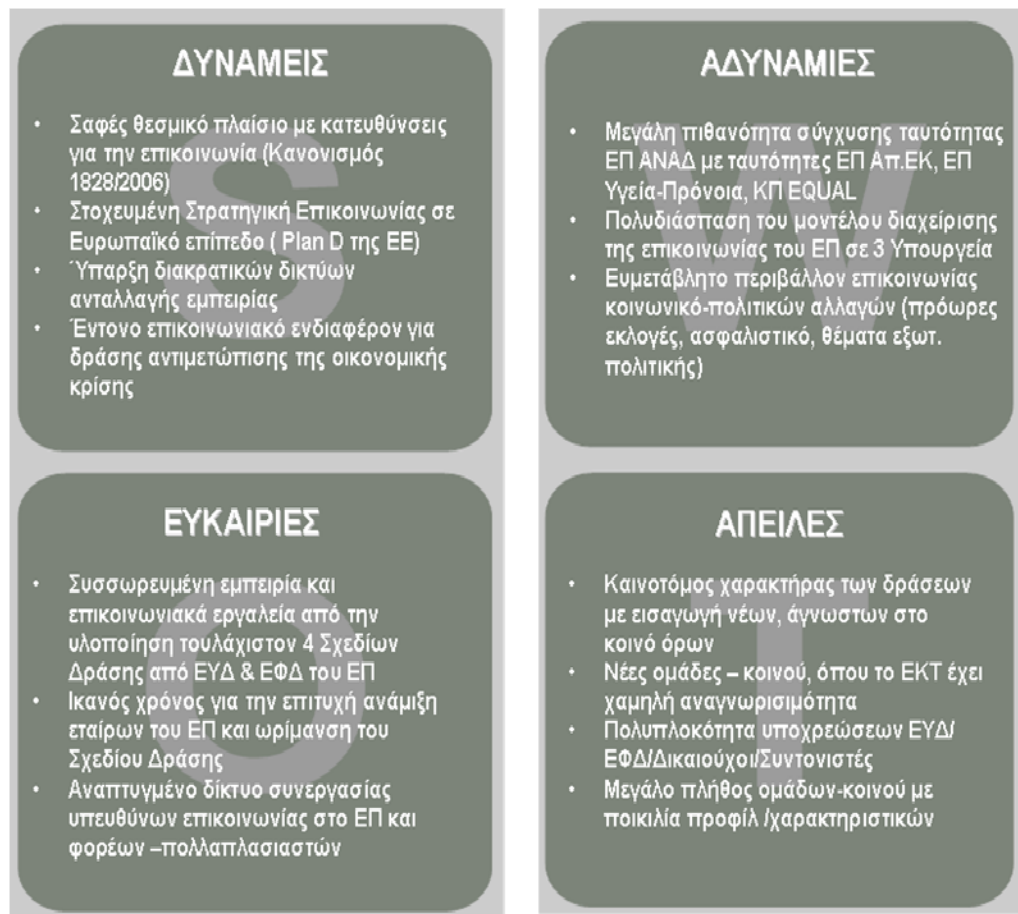 ΔΥΝΑΜΕΙΣ
• Σαφές θεσμικό πλαίσιο με κατευθύνσεις
για την επικοινωνία (Κανονισμός
1828/2006)
• Στοχευμένη Στρατηγική Επικοινωνίας σε
Ευρωπαϊκό επίπεδο ( Plan D της ΕΕ)
• Ύπαρξη διακρατικών δικτύων
ανταλλαγής εμπειρίας
• Έντονο επικοινωνιακό ενδιαφέρον για
δράσης αντιμετώπισης της οικονομικής
κρίσης
S
ΑΔΥΝΑΜΙΕΣ
• Μεγάλη πιθανότητα σύγχυσης ταυτότητας
ΕΠ ΑΝΑΔ με ταυτότητες ΕΠ Απ.ΕΚ, ΕΠ
Υγεία-Πρόνοια, ΚΠ EQUAL
• Πολυδιάσπαση του μοντέλου διαχείρισης
της επικοινωνίας του ΕΠ σε 3 Υπουργεία
• Ευμετάβλητο περιβάλλον επικοινωνίας
κοινωνικό-πολιτικών αλλαγών (πρόωρες
εκλογές, ασφαλιστικό, θέματα εξωτ.
πολιτικής)
W
ΕΥΚΑΙΡΙΕΣ
• Συσσωρευμένη εμπειρία και
επικοινωνιακά εργαλεία από την
υλοποίηση τουλάχιστον 4 Σχεδίων
Δράσης από ΕΥΔ & ΕΦΔ του ΕΠ
• Ικανός χρόνος για την επιτυχή ανάμιξη
εταίρων του ΕΠ και ωρίμανση του
Σχεδίου Δράσης
• Αναπτυγμένο δίκτυο συνεργασίας
υπευθύνων επικοινωνίας στο ΕΠ και
φορέων –πολλαπλασιαστών
O
ΑΠΕΙΛΕΣ
• Καινοτόμος χαρακτήρας των δράσεων
με εισαγωγή νέων, άγνωστων στο
κοινό όρων
• Νέες ομάδες – κοινού, όπου το ΕΚΤ έχει
χαμηλή αναγνωρισιμότητα
• Πολυπλοκότητα υποχρεώσεων ΕΥΔ/
ΕΦΔ/Δικαιούχοι/Συντονιστές
• Μεγάλο πλήθος ομάδων-κοινού με
ποικιλία προφίλ /χαρακτηριστικών
T